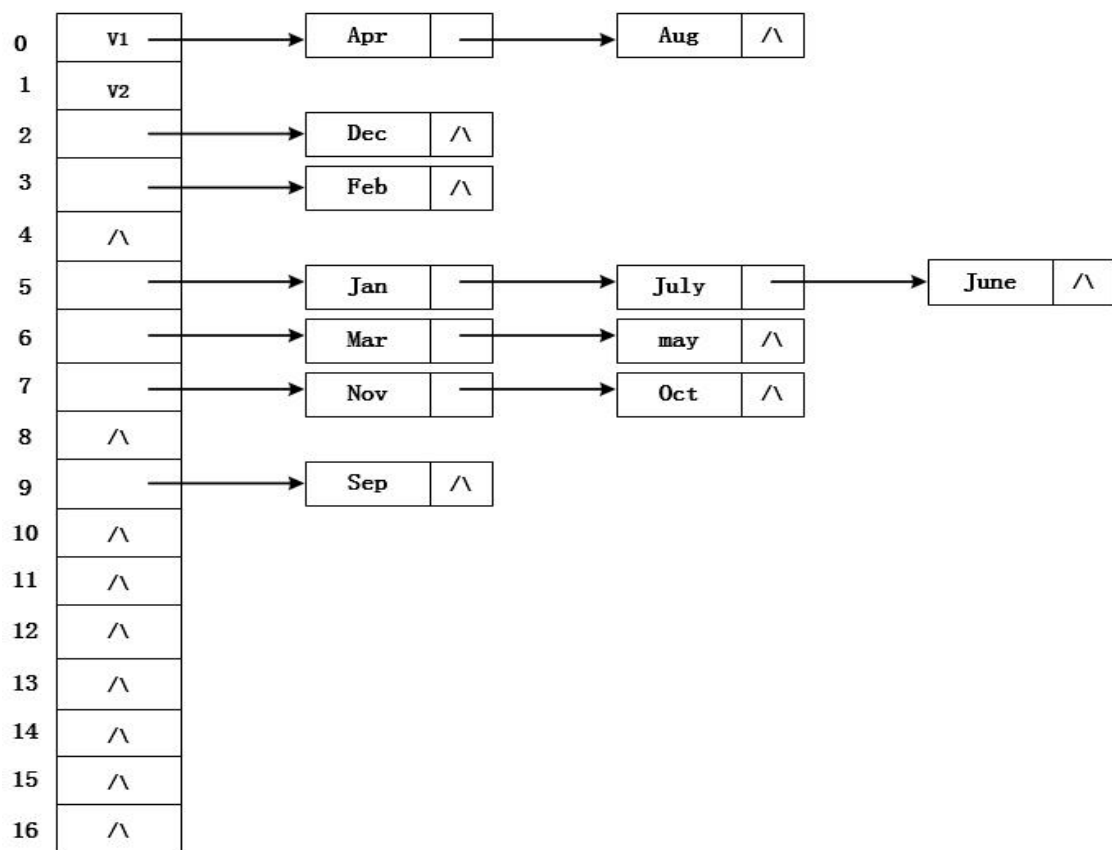 0 V1 Apr Aug /\
1 V2
2 Dec /\
3 Feb /\
4 /\
5 Jan July June /\
6 Mar may /\
7 Nov Oct /\
8 /\
9 Sep /\
10 /\
11 /\
12 /\
13 /\
14 /\
15 /\
16 /\